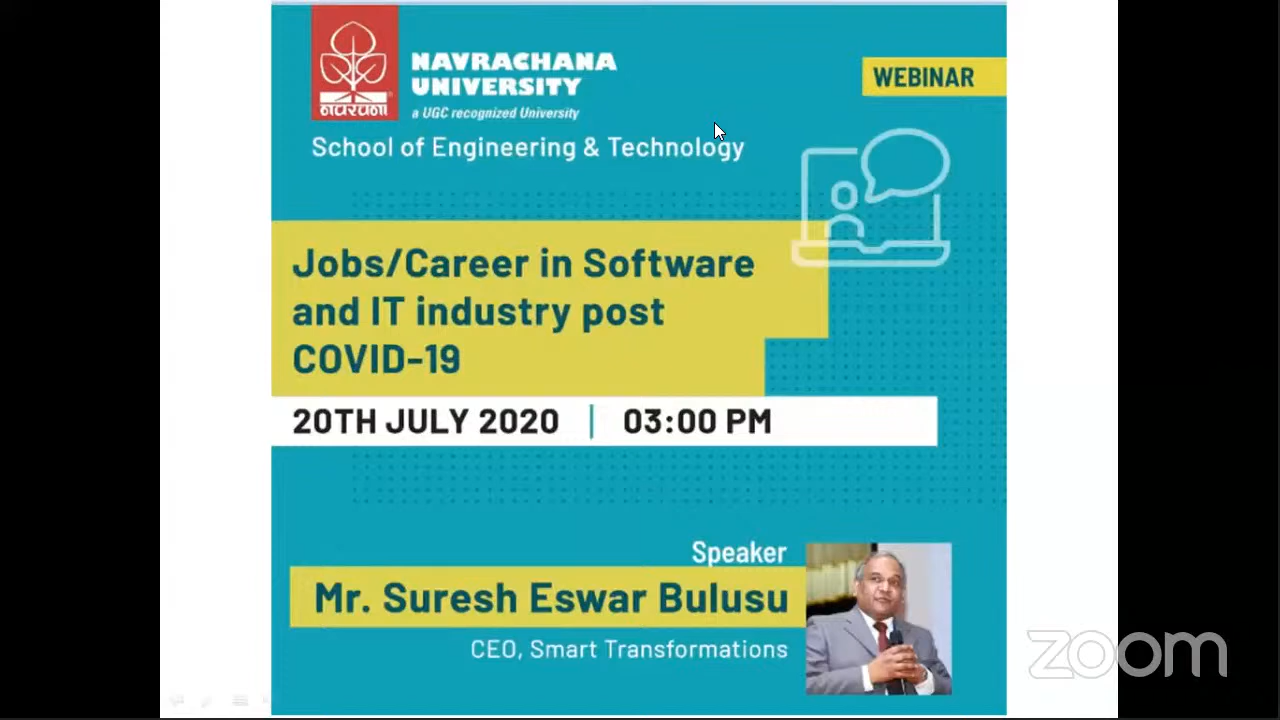 નવરચના
NAVRACHANA
UNIVERSITY
a UGC recognized University
School of Engineering & Technology
WEBINAR
Jobs/Career in Software
and IT industry post
COVID-19
20TH JULY 2020 | 03:00 PM
Speaker
Mr. Suresh Eswar Bulusu
CEO, Smart Transformations
zoom